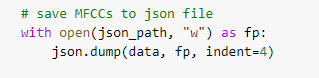 # save MFCCs to json file
with open(json_path, "w") as fp:
    json.dump(data, fp, indent=4)